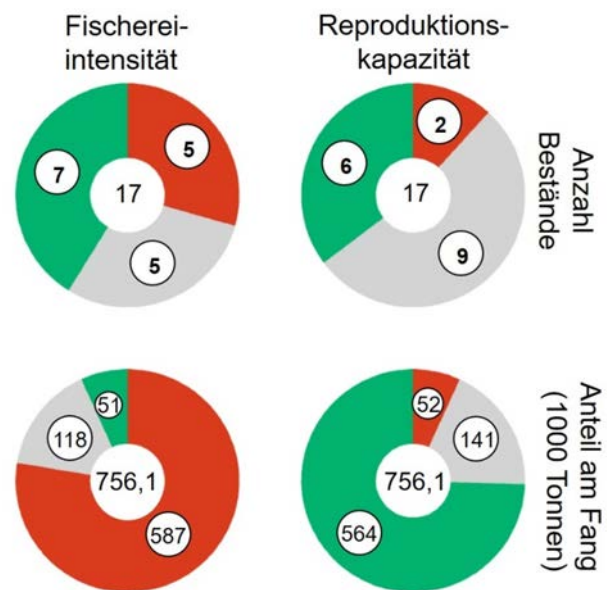 Fischerei-
intensität
Reproduktions-
kapazität
5
7
17
5
2
6
17
9
Anzahl
Bestände
51
118
756,1
587
52
141
756,1
564
Anteil am Fang
(1000 Tonnen)